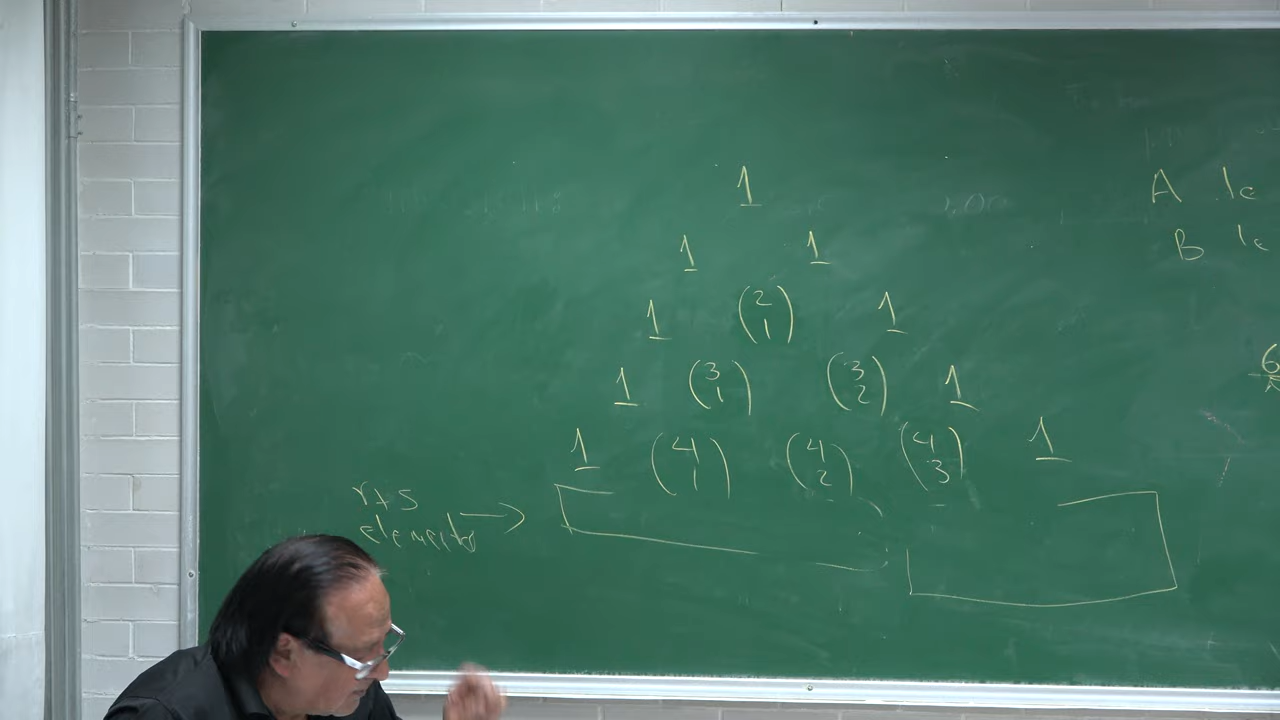 1
1 1
1 (2 1) 1
1 (3 1) (3 2) 1
1 (4 1) (4 2) (4 3) 1
r+s
elements →
A le
B le
6